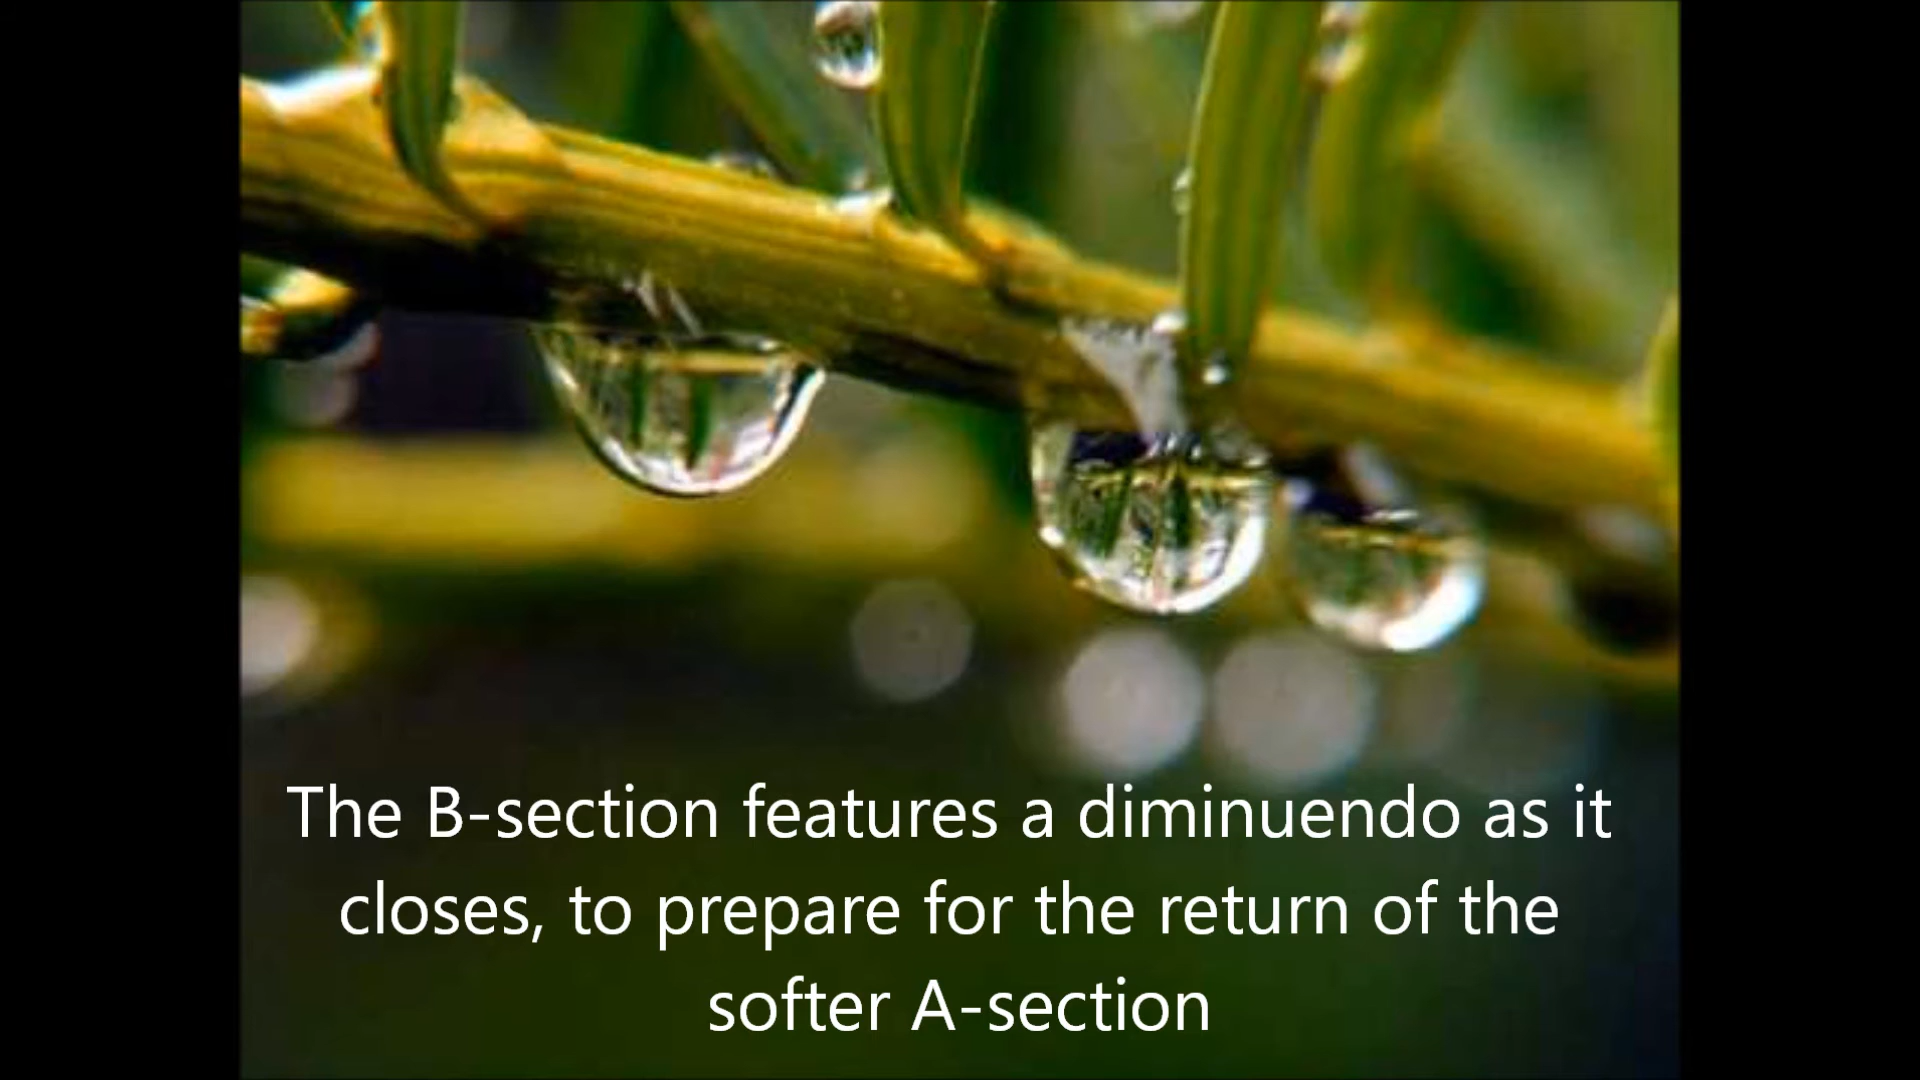 The B-section features a diminuendo as it
closes, to prepare for the return of the
softer A-section